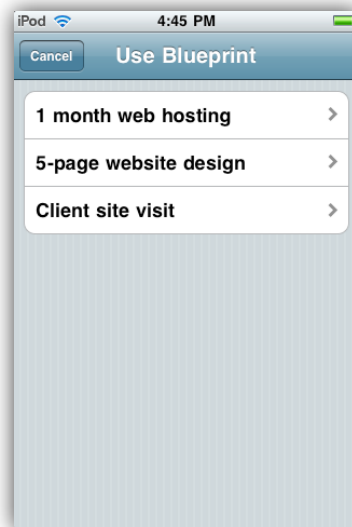 iPod 4:45 PM
Cancel Use Blueprint
1 month web hosting
5-page website design
Client site visit